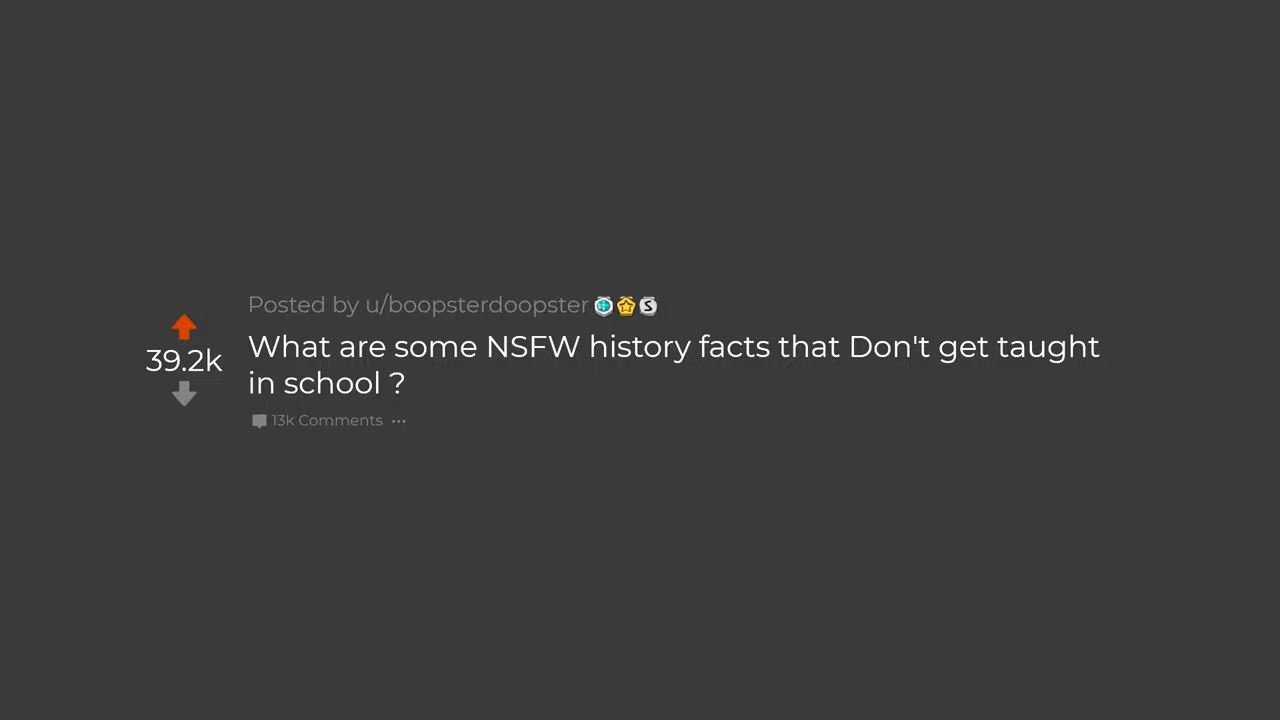 Posted by u/boopsterdoopster
What are some NSFW history facts that Don't get taught
39.2k
in school ?
13k Comments ...